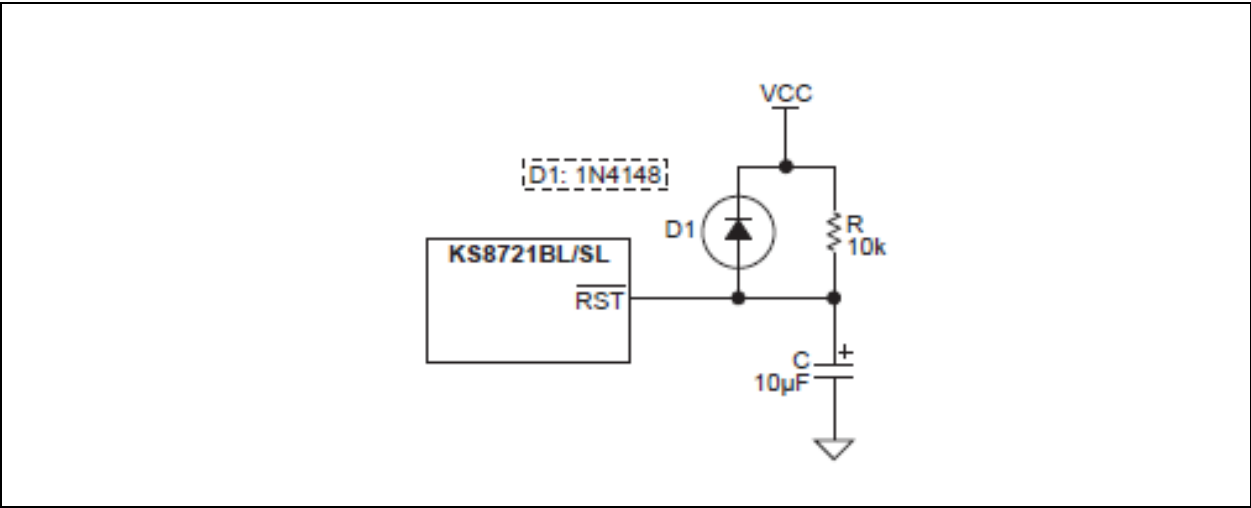 VCC
D1: 1N4148
D1
R
10k
KS8721BL/SL
RST
C
+
10µF